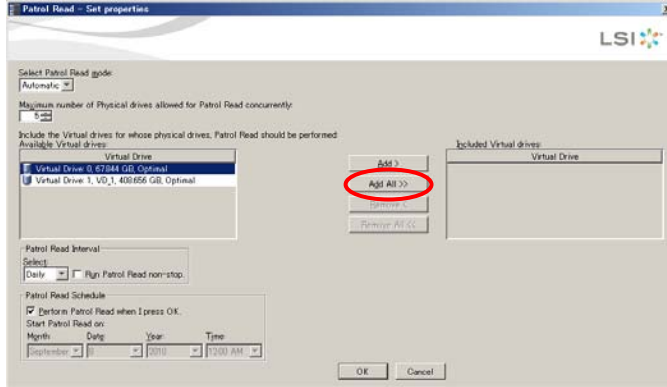 Patrol Read - Set properties
LSI
Select Patrol Read mode:
Automatic
Maximum number of Physical drives allowed for Patrol Read concurrently:
5
Include the Virtual drives for whose physical drives, Patrol Read should be performed
Available Virtual drives:
Virtual Drive
Virtual Drive: 0, 67.844 GB, Optimal
Virtual Drive: 1, VD_1, 408.656 GB, Optimal
Add >
Add All >>
Remove <
Remove All <<
Included Virtual drives:
Virtual Drive
Patrol Read Interval
Select:
Daily
Run Patrol Read non-stop.
Patrol Read Schedule
Perform Patrol Read when I press OK.
Start Patrol Read on:
Month: Date: Year: Time:
September 8 2010 12:00 AM
OK Cancel